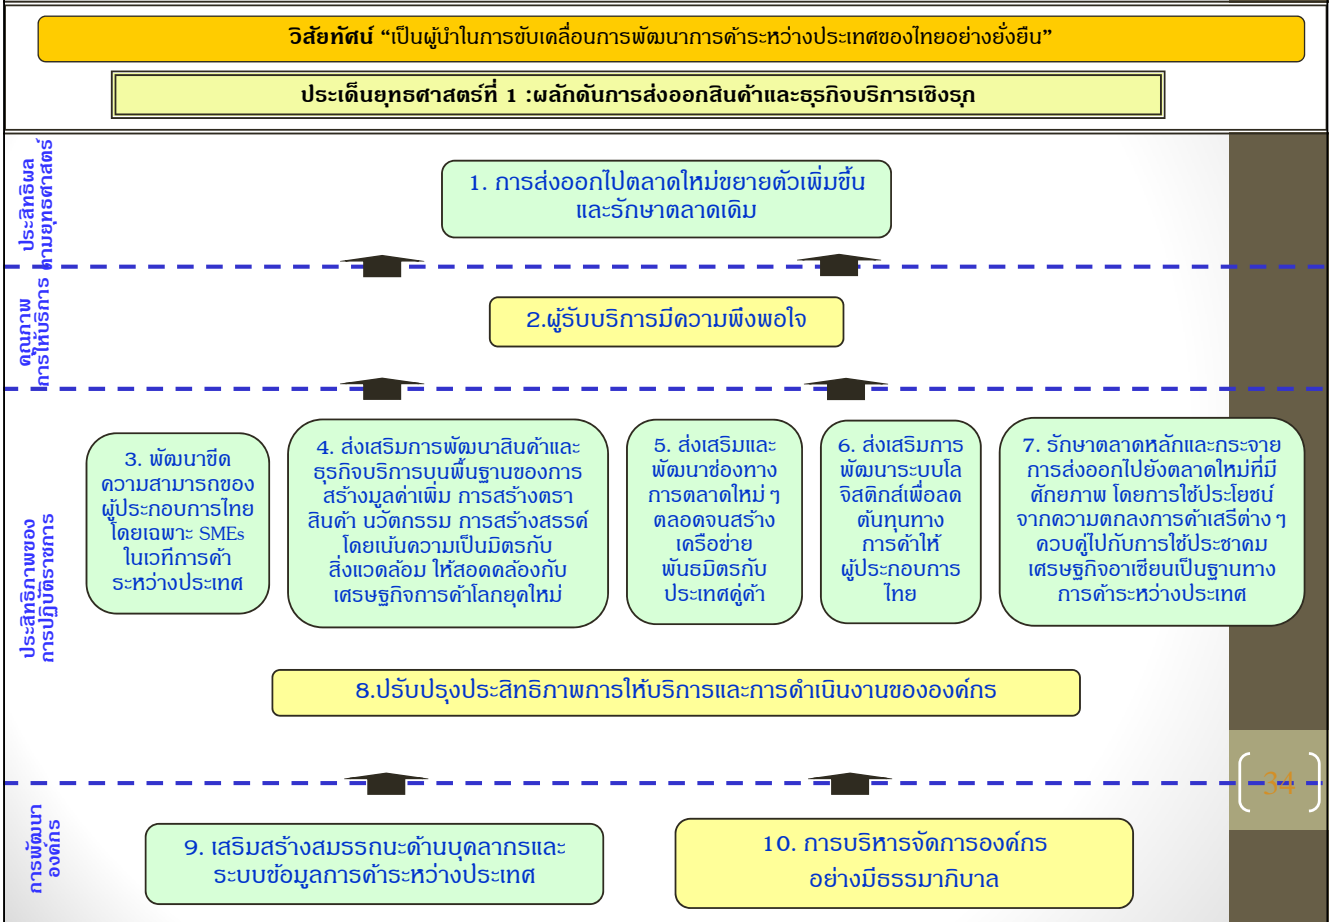 วิสัยทัศน์ “เป็นผู้นำในการขับเคลื่อนการพัฒนาการค้าระหว่างประเทศของไทยอย่างยั่งยืน”
ประเด็นยุทธศาสตร์ที่ 1 :ผลักดันการส่งออกสินค้าและธุรกิจบริการเชิงรุก
ประสิทธิผล
ตามยุทธศาสตร์
1. การส่งออกไปตลาดใหม่ขยายตัวเพิ่มขึ้น
และรักษาตลาดเดิม
คุณภาพ
การให้บริการ
2.ผู้รับบริการมีความพึงพอใจ
ประสิทธิภาพของ
การปฏิบัติราชการ
3. พัฒนาขีด
ความสามารถของ
ผู้ประกอบการไทย
โดยเฉพาะ SMEs
ในเวทีการค้า
ระหว่างประเทศ
4. ส่งเสริมการพัฒนาสินค้าและ
ธุรกิจบริการบนพื้นฐานของการ
สร้างมูลค่าเพิ่ม การสร้างตรา
สินค้า นวัตกรรม การสร้างสรรค์
โดยเน้นความเป็นมิตรกับ
สิ่งแวดล้อม ให้สอดคล้องกับ
เศรษฐกิจการค้าโลกยุคใหม่
5. ส่งเสริมและ
พัฒนาช่องทาง
การตลาดใหม่ ๆ
ตลอดจนสร้าง
เครือข่าย
พันธมิตรกับ
ประเทศคู่ค้า
6. ส่งเสริมการ
พัฒนาระบบโล
จิสติกส์เพื่อลด
ต้นทุนทาง
การค้าให้
ผู้ประกอบการ
ไทย
7. รักษาตลาดหลักและกระจาย
การส่งออกไปยังตลาดใหม่ที่มี
ศักยภาพ โดยการใช้ประโยชน์
จากความตกลงการค้าเสรีต่าง ๆ
ควบคู่ไปกับการใช้ประชาคม
เศรษฐกิจอาเซียนเป็นฐานทาง
การค้าระหว่างประเทศ
8.ปรับปรุงประสิทธิภาพการให้บริการและการดำเนินงานขององค์กร
34
การพัฒนา
องค์กร
9. เสริมสร้างสมรรถนะด้านบุคลากรและ
ระบบข้อมูลการค้าระหว่างประเทศ
10. การบริหารจัดการองค์กร
อย่างมีธรรมาภิบาล